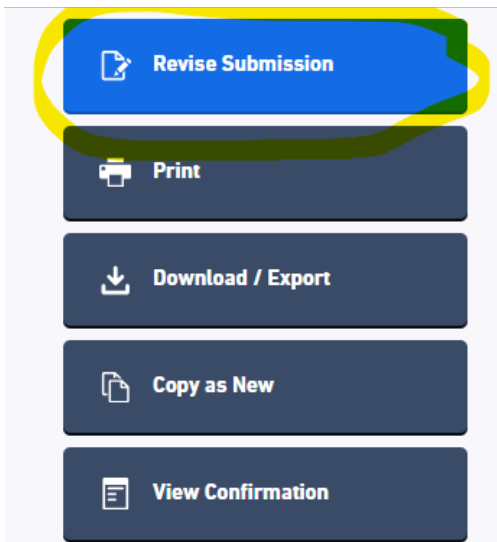 Revise Submission
Print
Download / Export
Copy as New
View Confirmation